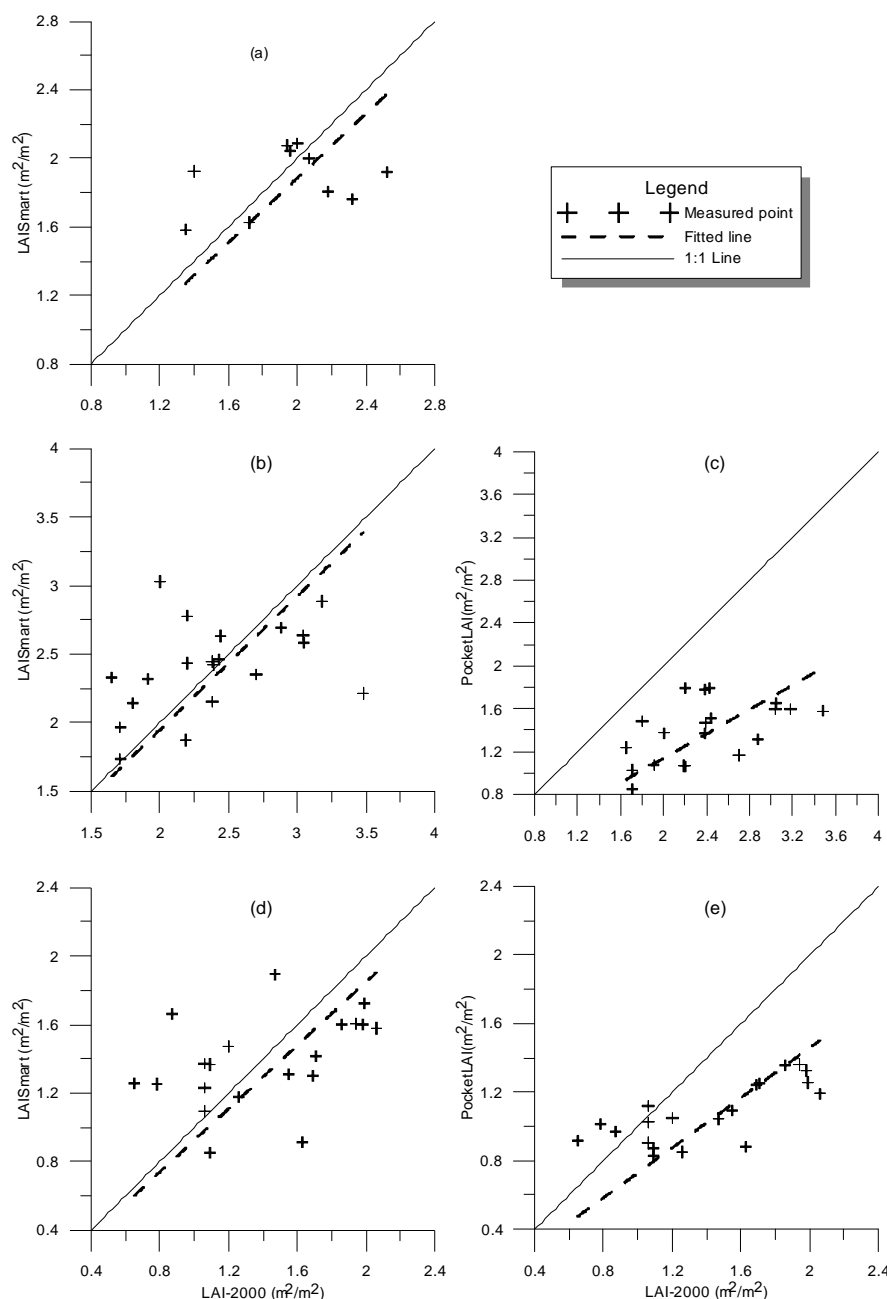 (a)
2.8
2.4
2
1.6
1.2
0.8
LAISmart (m²/m²)
0.8 1.2 1.6 2 2.4 2.8
Legend
Measured point
Fitted line
1:1 Line
(b)
4
3.5
3
2.5
2
1.5
LAISmart (m²/m²)
1.5 2 2.5 3 3.5 4
(c)
4
3.6
3.2
2.8
2.4
2
1.6
1.2
0.8
PocketLAI(m²/m²)
0.8 1.2 1.6 2 2.4 2.8 3.2 3.6 4
(d)
2.4
2
1.6
1.2
0.8
0.4
LAISmart (m²/m²)
0.4 0.8 1.2 1.6 2 2.4
LAI-2000 (m²/m²)
(e)
2.4
2
1.6
1.2
0.8
0.4
PocketLAI(m²/m²)
0.4 0.8 1.2 1.6 2 2.4
LAI-2000 (m²/m²)